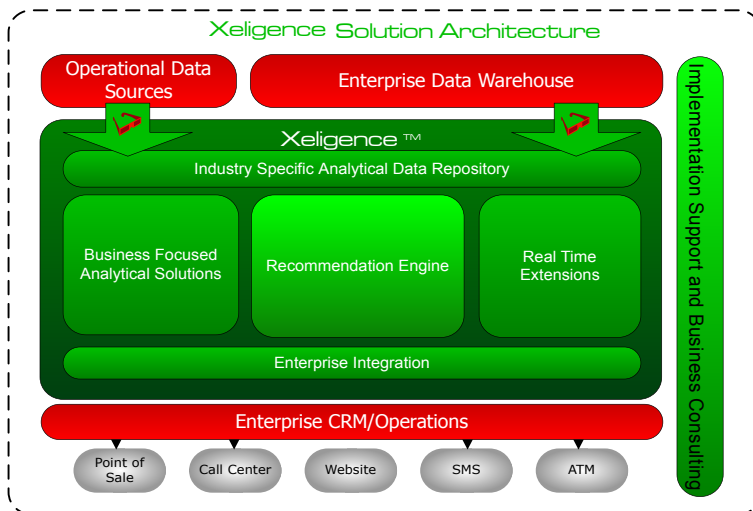 Xeligence Solution Architecture
Operational Data
Sources
Enterprise Data Warehouse
Xeligence ™
Industry Specific Analytical Data Repository
Business Focused
Analytical Solutions
Recommendation Engine
Real Time
Extensions
Enterprise Integration
Enterprise CRM/Operations
Point of
Sale
Call Center
Website
SMS
ATM
Implementation Support and Business Consulting